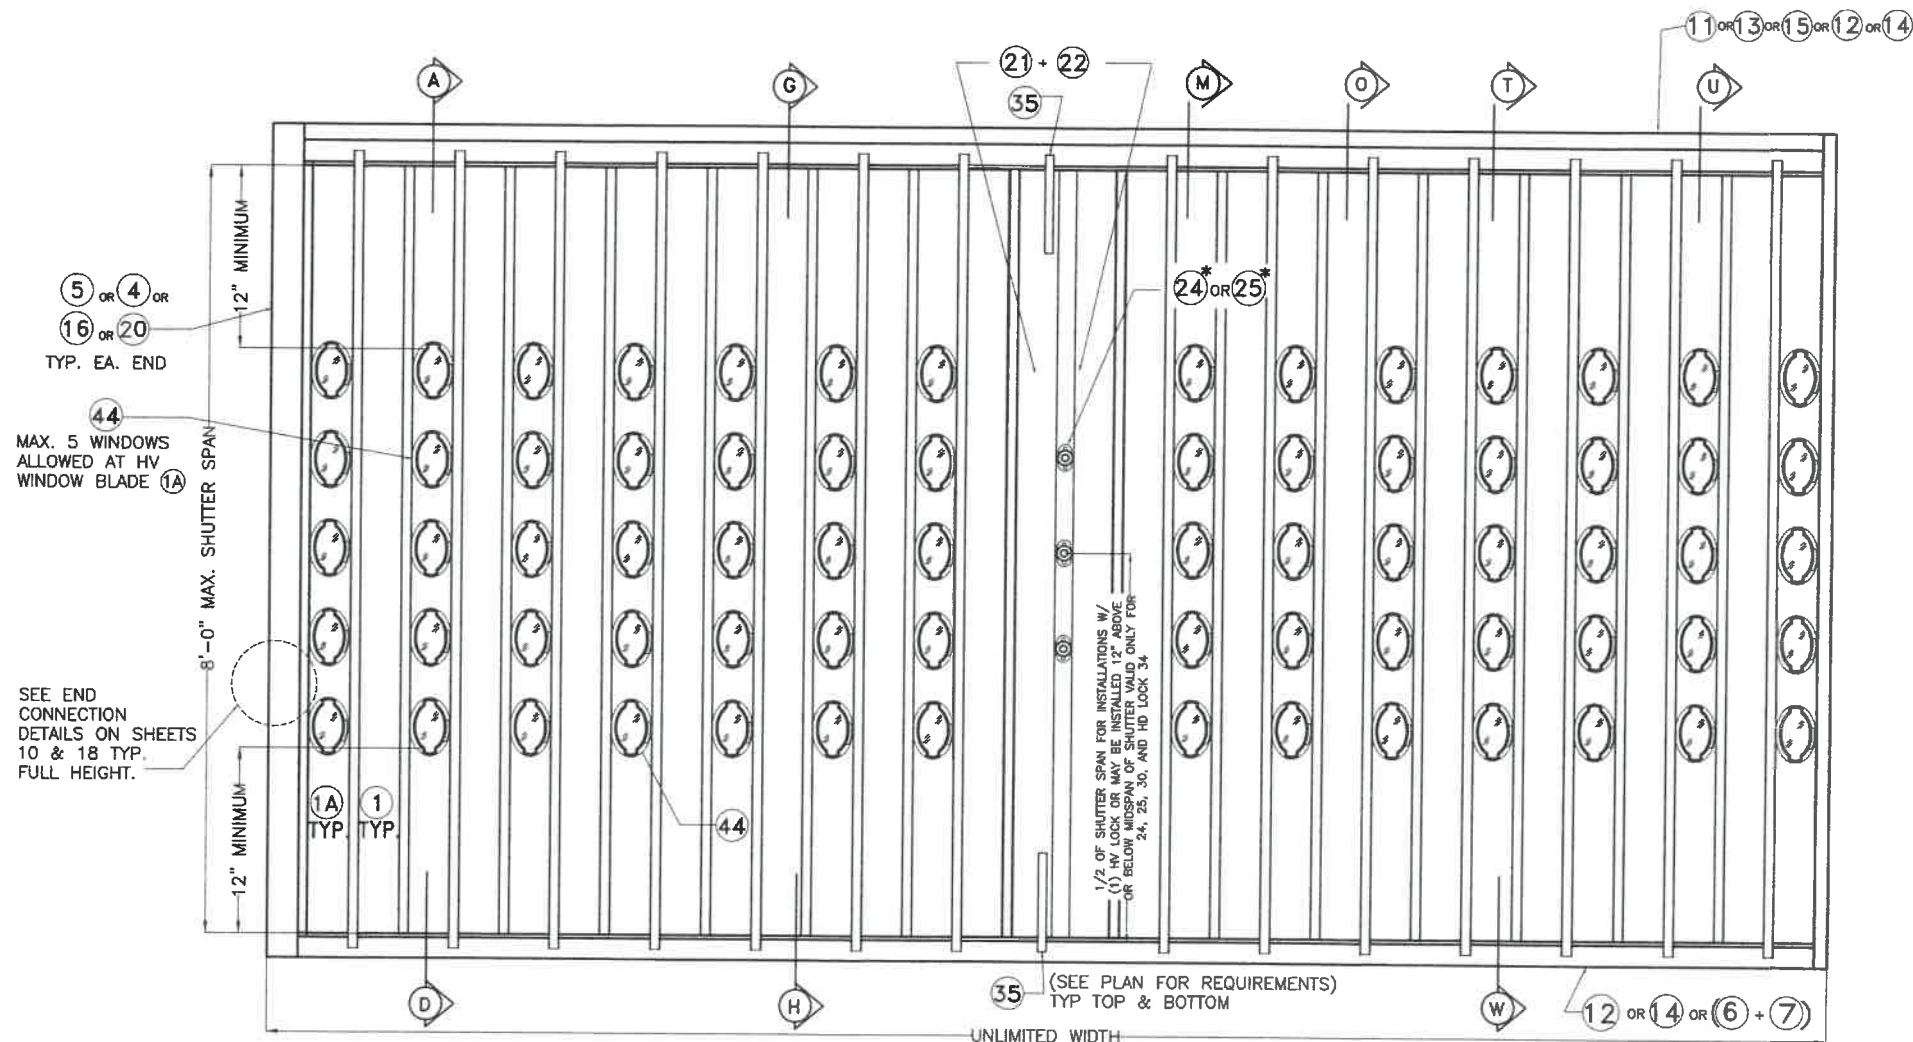 11 OR 13 OR 15 OR 12 OR 14
A
G
21 + 22
35
M
O
T
U
12" MINIMUM
24* OR 25*
5 OR 4 OR
16 OR 20
TYP. EA. END
44
MAX. 5 WINDOWS
ALLOWED AT HV
WINDOW BLADE 1A
8'-0" MAX. SHUTTER SPAN
SEE END
CONNECTION
DETAILS ON SHEETS
10 & 18 TYP.
FULL HEIGHT.
1A
TYP.
1
TYP.
12" MINIMUM
44
1/2 OF SHUTTER SPAN FOR INSTALLATIONS W/
(1) HV LOCK OR MAY BE INSTALLED 12" ABOVE
OR BELOW MIDSPAN OF SHUTTER VALID ONLY FOR
24, 25, 30, AND HD LOCK 34
D
H
35
(SEE PLAN FOR REQUIREMENTS)
TYP TOP & BOTTOM
W
12 OR 14 OR (6 + 7)
UNLIMITED WIDTH